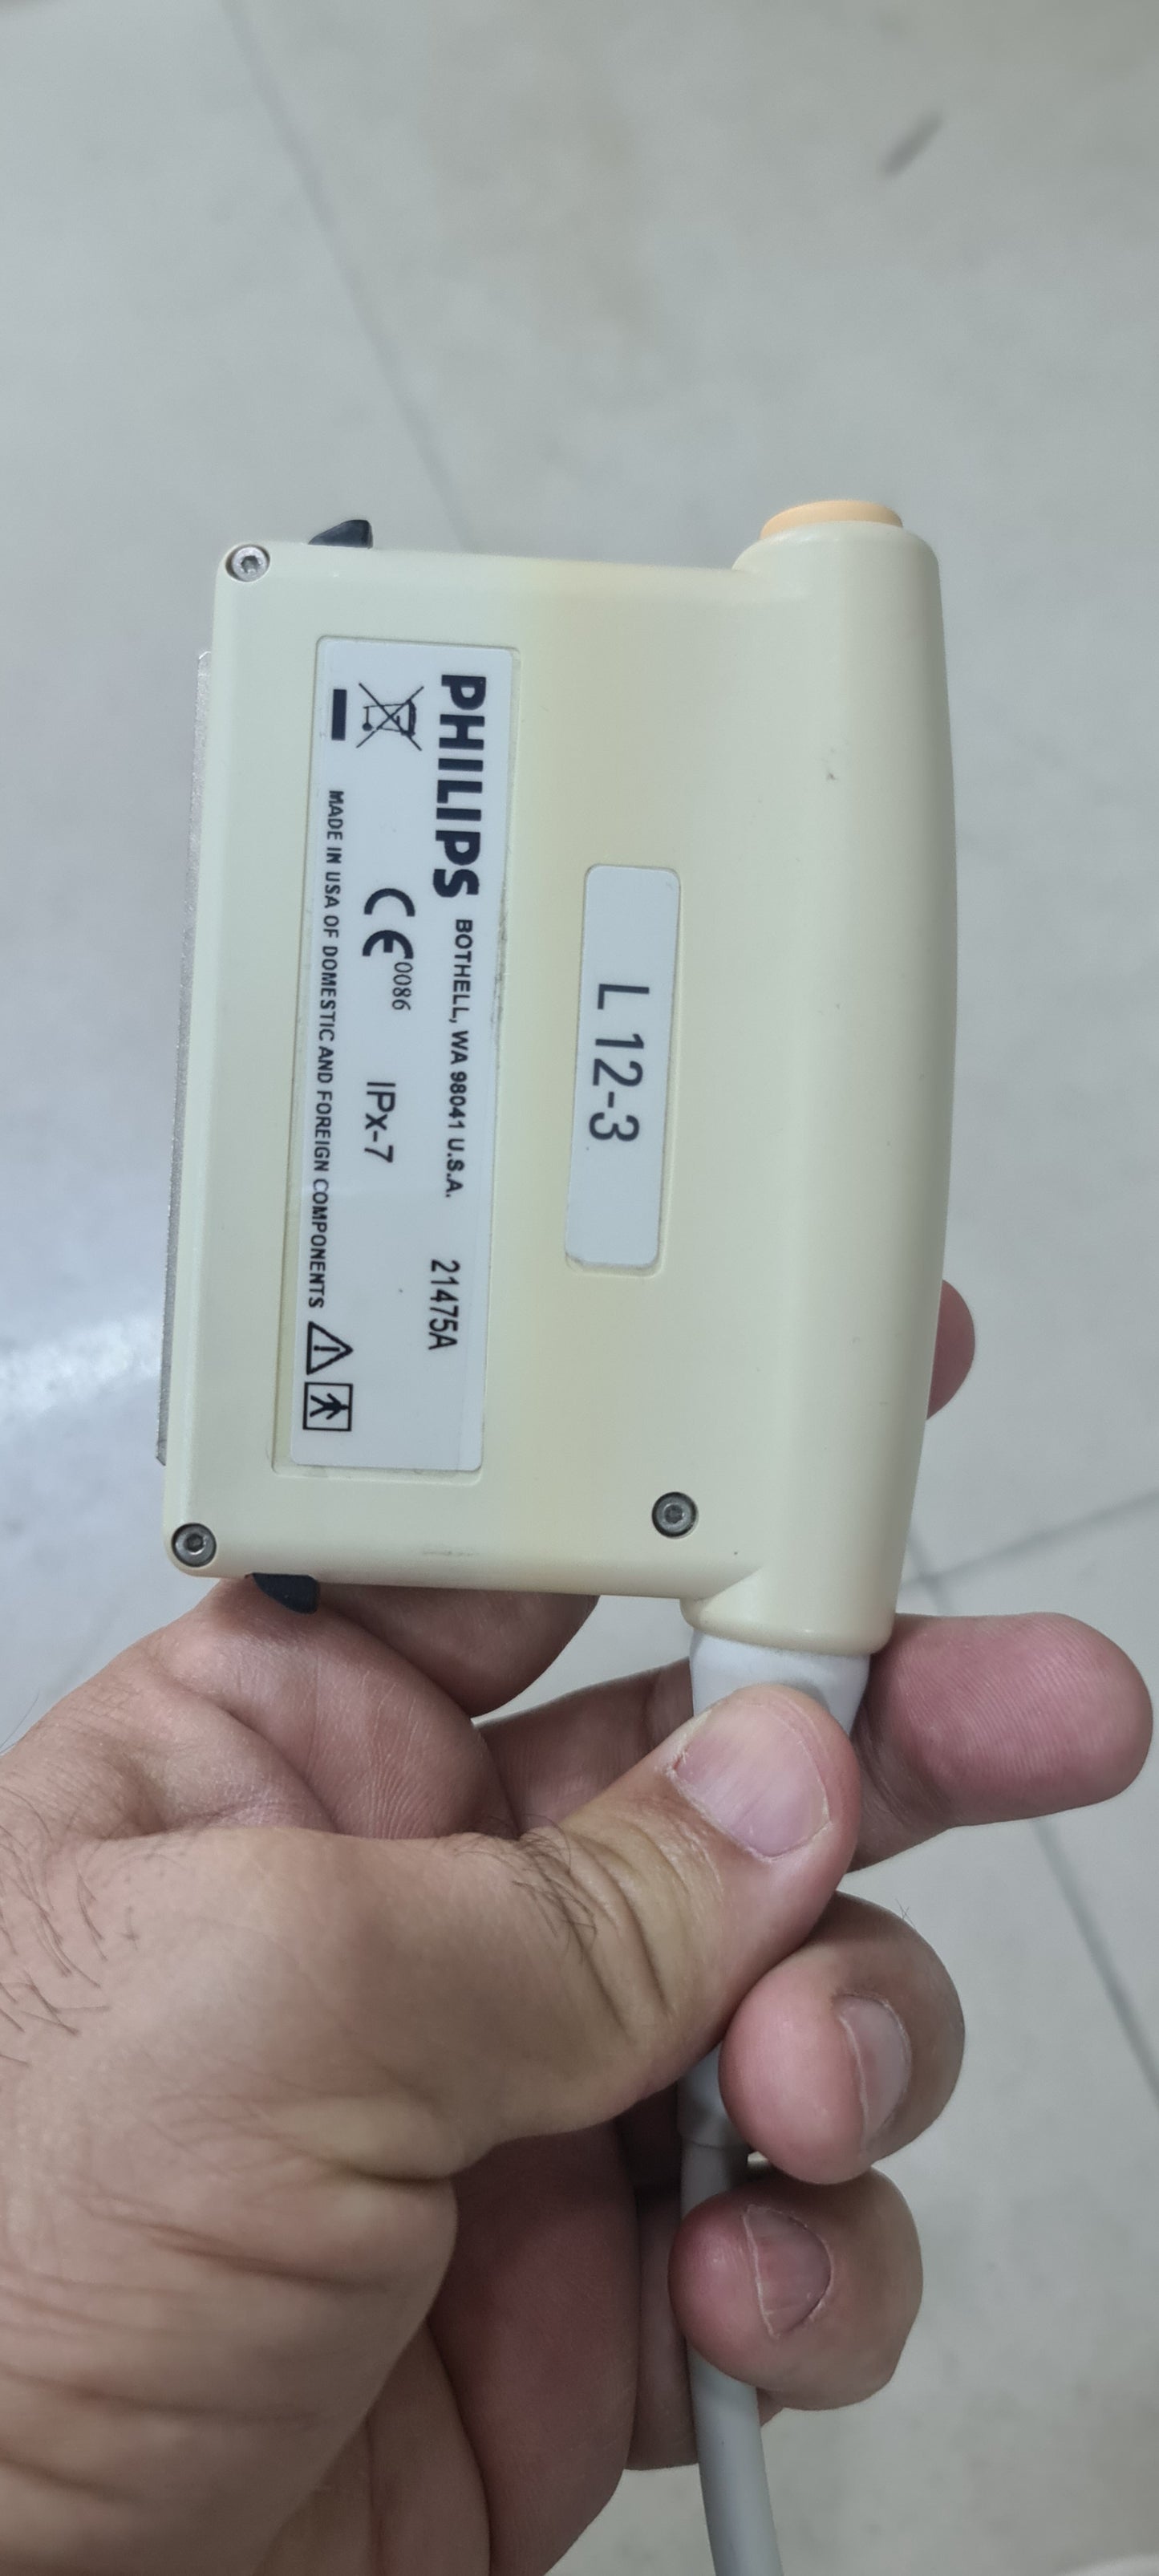 L 12-3
PHILIPS BOTHELL, WA 98041 U.S.A. 21475A
CE0086 IPx-7
MADE IN USA OF DOMESTIC AND FOREIGN COMPONENTS